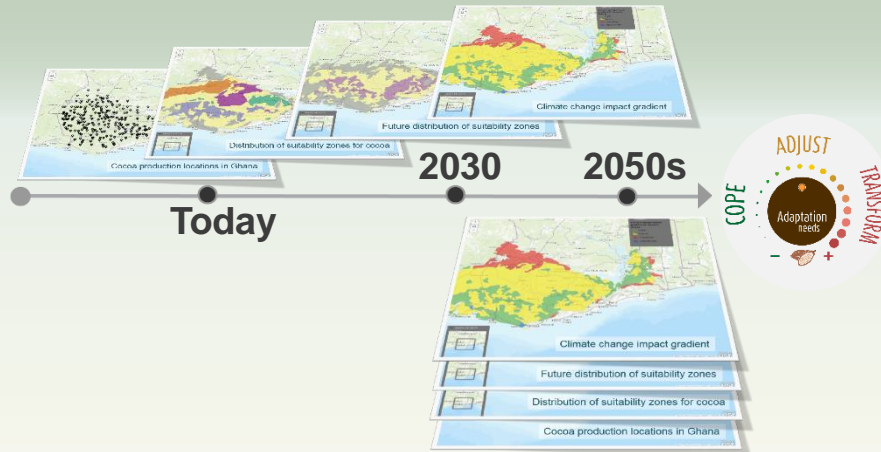 Climate change impact gradient
Future distribution of suitability zones
Distribution of suitability zones for cocoa
Cocoa production locations in Ghana
Today
2030
2050s
COPE
ADJUST
TRANSFORM
Adaptation
needs
- +
Climate change impact gradient
Future distribution of suitability zones
Distribution of suitability zones for cocoa
Cocoa production locations in Ghana